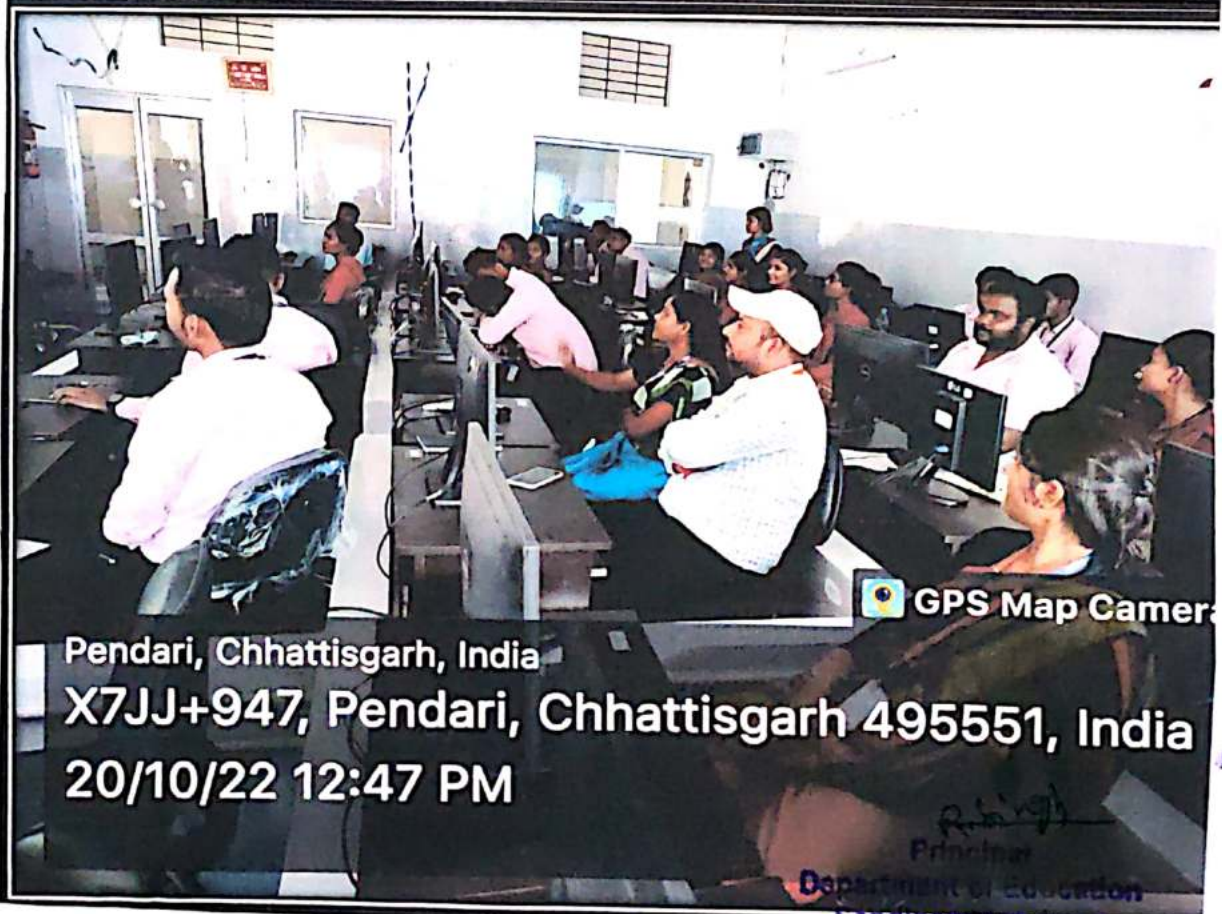 GPS Map Camera
Pendari, Chhattisgarh, India
X7JJ+947, Pendari, Chhattisgarh 495551, India
20/10/22 12:47 PM
Principal
Department of Education